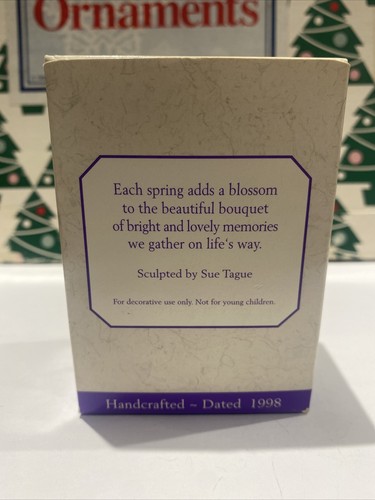 Ornaments
Each spring adds a blossom
to the beautiful bouquet
of bright and lovely memories
we gather on life's way.
Sculpted by Sue Tague
For decorative use only. Not for young children.
Handcrafted ~ Dated 1998